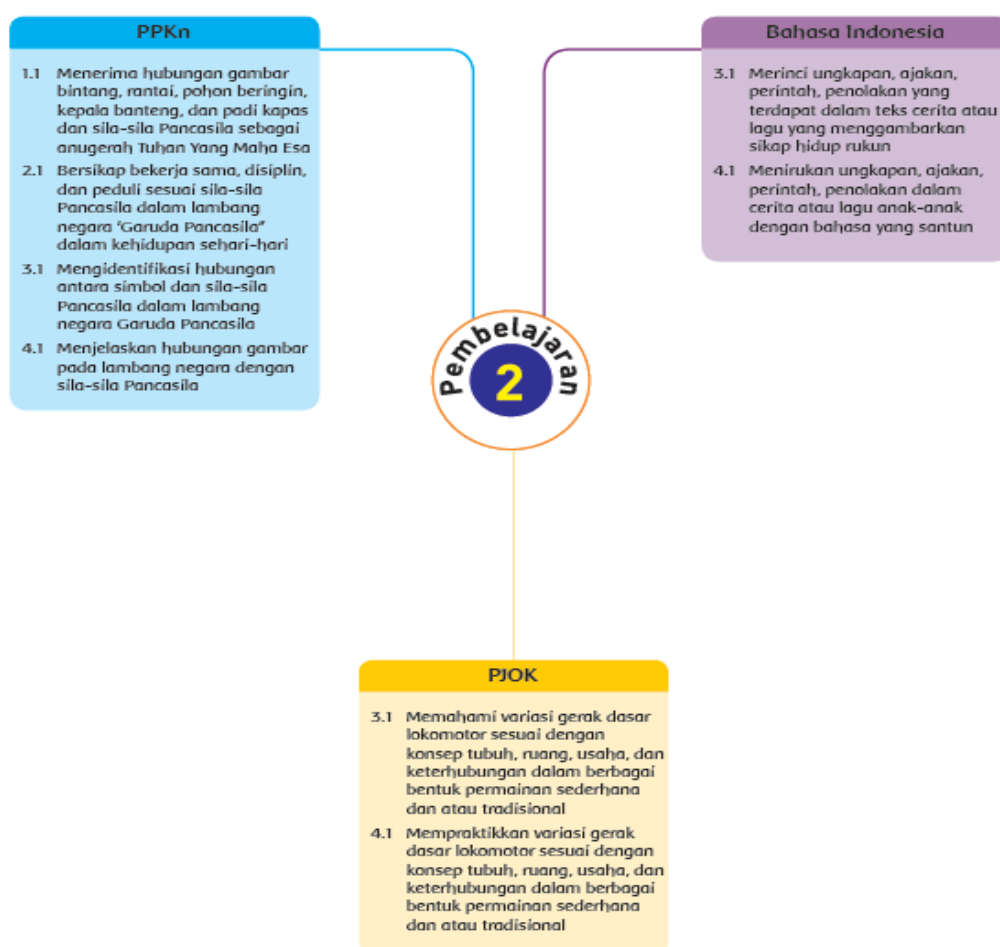 PPKn
1.1 Menerima hubungan gambar
bintang, rantai, pohon beringin,
kepala banteng, dan padi kapas
dan sila-sila Pancasila sebagai
anugerah Tuhan Yang Maha Esa
2.1 Bersikap bekerja sama, disiplin,
dan peduli sesuai sila-sila
Pancasila dalam lambang
negara “Garuda Pancasila”
dalam kehidupan sehari-hari
3.1 Mengidentifikasi hubungan
antara simbol dan sila-sila
Pancasila dalam lambang
negara Garuda Pancasila
4.1 Menjelaskan hubungan gambar
pada lambang negara dengan
sila-sila Pancasila
Bahasa Indonesia
3.1 Merinci ungkapan, ajakan,
perintah, penolakan yang
terdapat dalam teks cerita atau
lagu yang menggambarkan
sikap hidup rukun
4.1 Menirukan ungkapan, ajakan,
perintah, penolakan dalam
cerita atau lagu anak-anak
dengan bahasa yang santun
Pembelajaran
2
PJOK
3.1 Memahami variasi gerak dasar
lokomotor sesuai dengan
konsep tubuh, ruang, usaha, dan
keterhubungan dalam berbagai
bentuk permainan sederhana
dan atau tradisional
4.1 Mempraktikkan variasi gerak
dasar lokomotor sesuai dengan
konsep tubuh, ruang, usaha, dan
keterhubungan dalam berbagai
bentuk permainan sederhana
dan atau tradisional